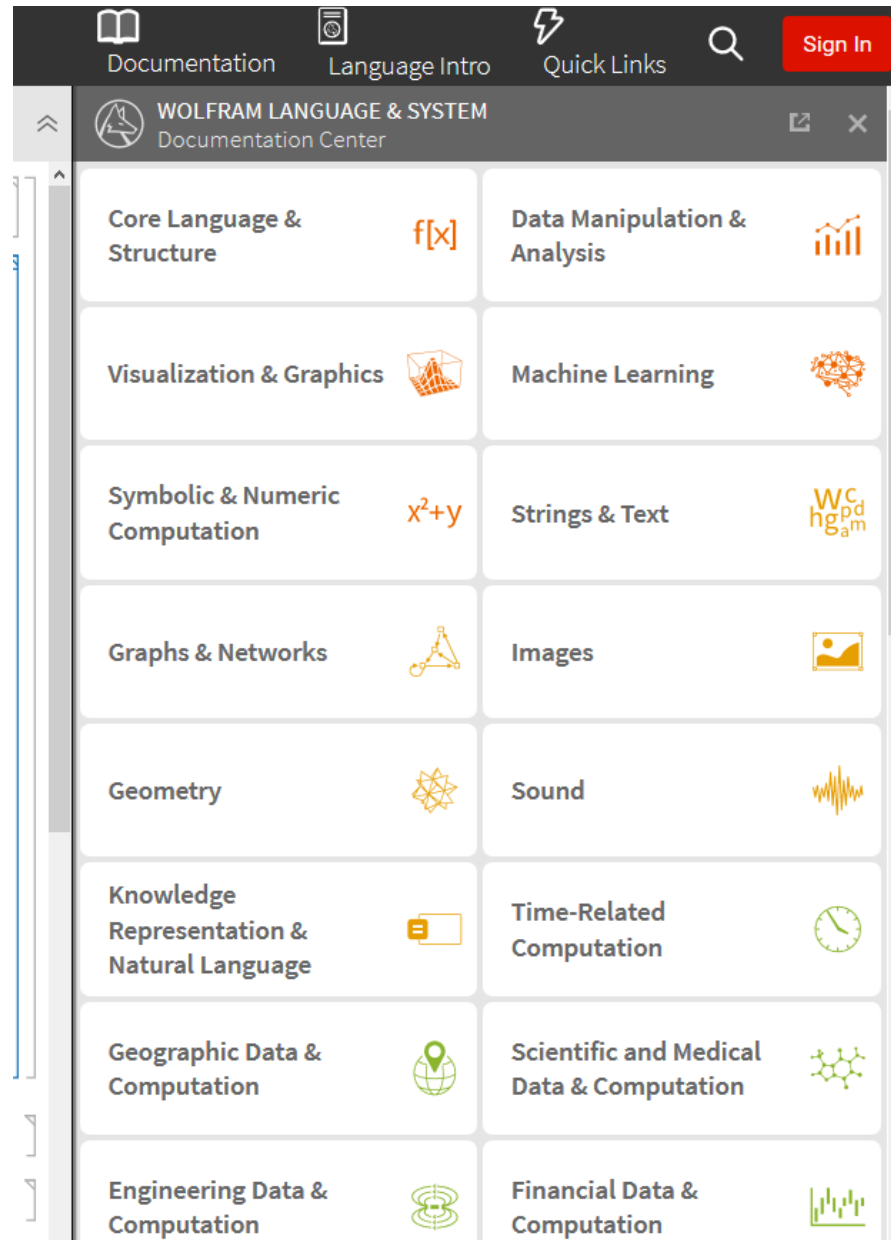 Documentation
Language Intro
Quick Links
Sign In
WOLFRAM LANGUAGE & SYSTEM
Documentation Center
Core Language &
Structure
f[x]
Data Manipulation &
Analysis
Visualization & Graphics
Machine Learning
Symbolic & Numeric
Computation
x²+y
Strings & Text
W c
h g p d
a m
Graphs & Networks
Images
Geometry
Sound
Knowledge
Representation &
Natural Language
Time-Related
Computation
Geographic Data &
Computation
Scientific and Medical
Data & Computation
Engineering Data &
Computation
Financial Data &
Computation